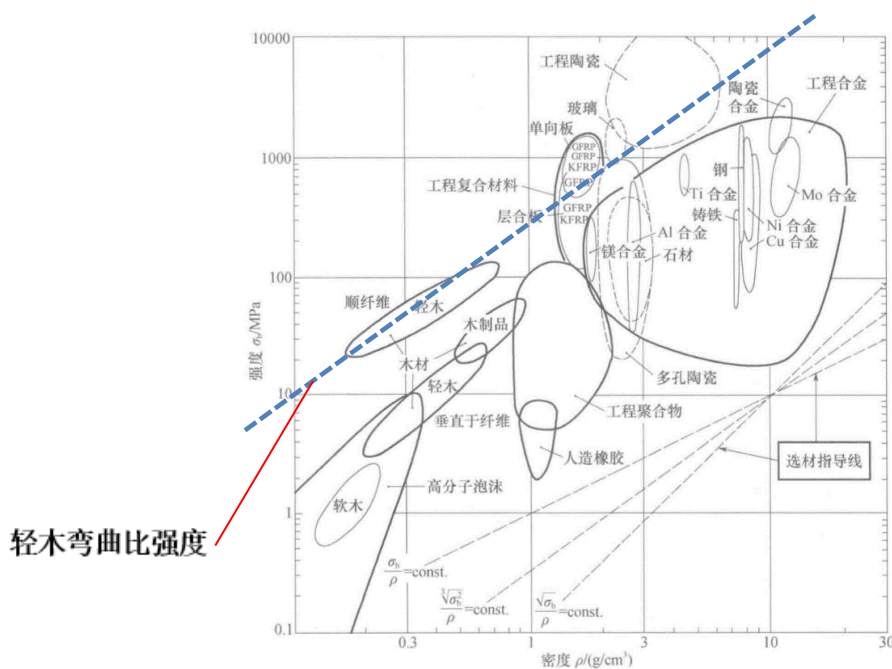 10000
1000
100
10
1
0.1
强度 σb/MPa
0.3
1
3
10
30
密度 ρ/(g/cm³)
工程陶瓷
玻璃
单向板
GFRP
GFRP
KFRP
GFRP
工程复合材料
层合板
GFRP
KFRP
陶瓷
合金
工程合金
钢
Ti 合金
Mo 合金
铸铁
Ni 合金
Cu 合金
Al 合金
镁合金
石材
顺纤维
轻木
木制品
木材
轻木
垂直于纤维
多孔陶瓷
工程聚合物
人造橡胶
高分子泡沫
软木
选材指导线
轻木弯曲比强度
σb/ρ=const.
∛σb²/ρ=const.
√σb/ρ=const.